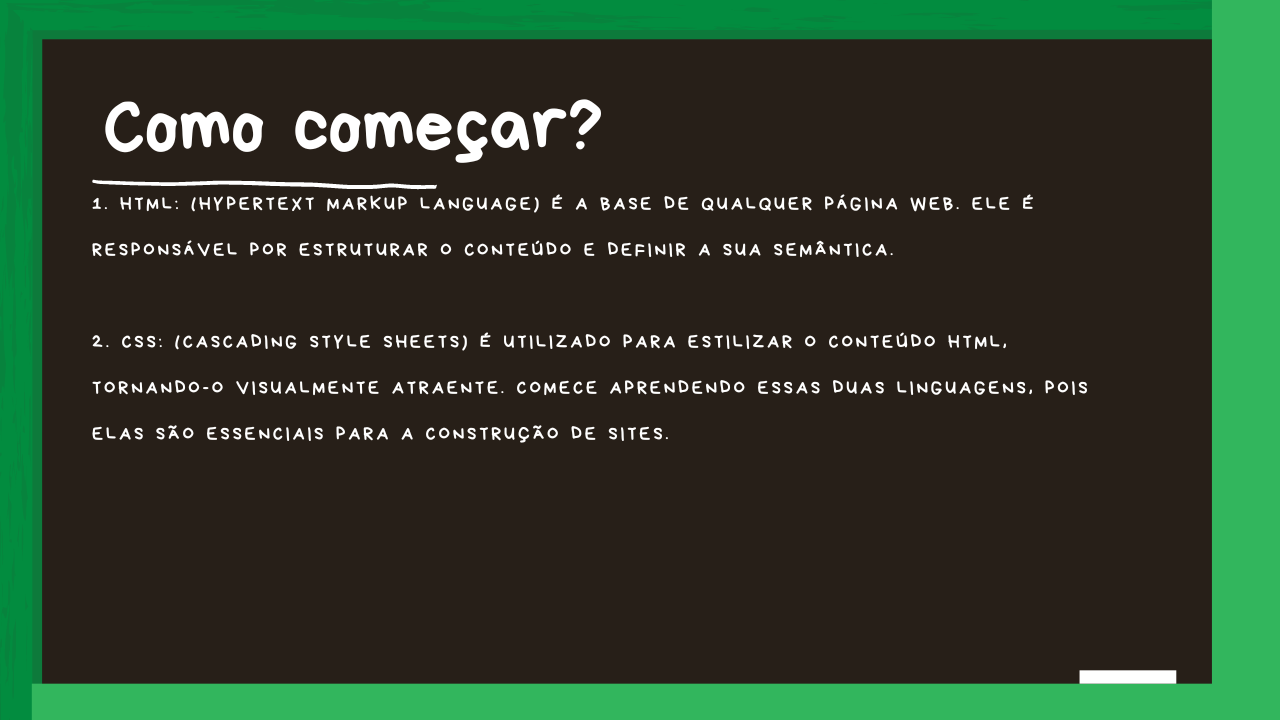 Como começar?
1. HTML: (HYPERTEXT MARKUP LANGUAGE) É A BASE DE QUALQUER PÁGINA WEB. ELE É
RESPONSÁVEL POR ESTRUTURAR O CONTEÚDO E DEFINIR A SUA SEMÂNTICA.
2. CSS: (CASCADING STYLE SHEETS) É UTILIZADO PARA ESTILIZAR O CONTEÚDO HTML,
TORNANDO-O VISUALMENTE ATRAENTE. COMECE APRENDENDO ESSAS DUAS LINGUAGENS, POIS
ELAS SÃO ESSENCIAIS PARA A CONSTRUÇÃO DE SITES.